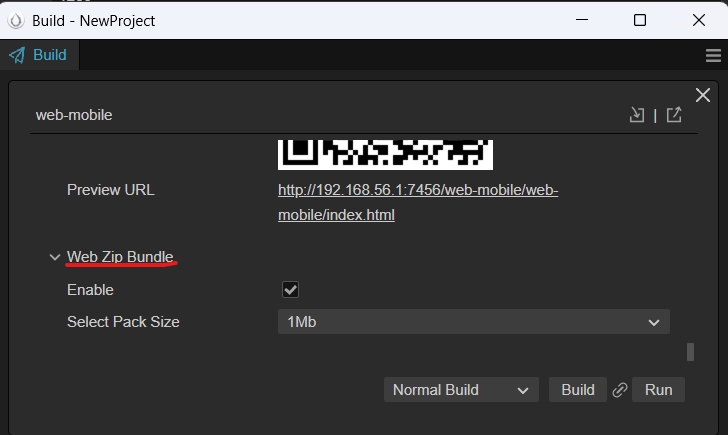 Build - NewProject
Build
web-mobile
Preview URL
http://192.168.56.1:7456/web-mobile/web-
mobile/index.html
Web Zip Bundle
Enable
Select Pack Size
1Mb
Normal Build
Build
Run